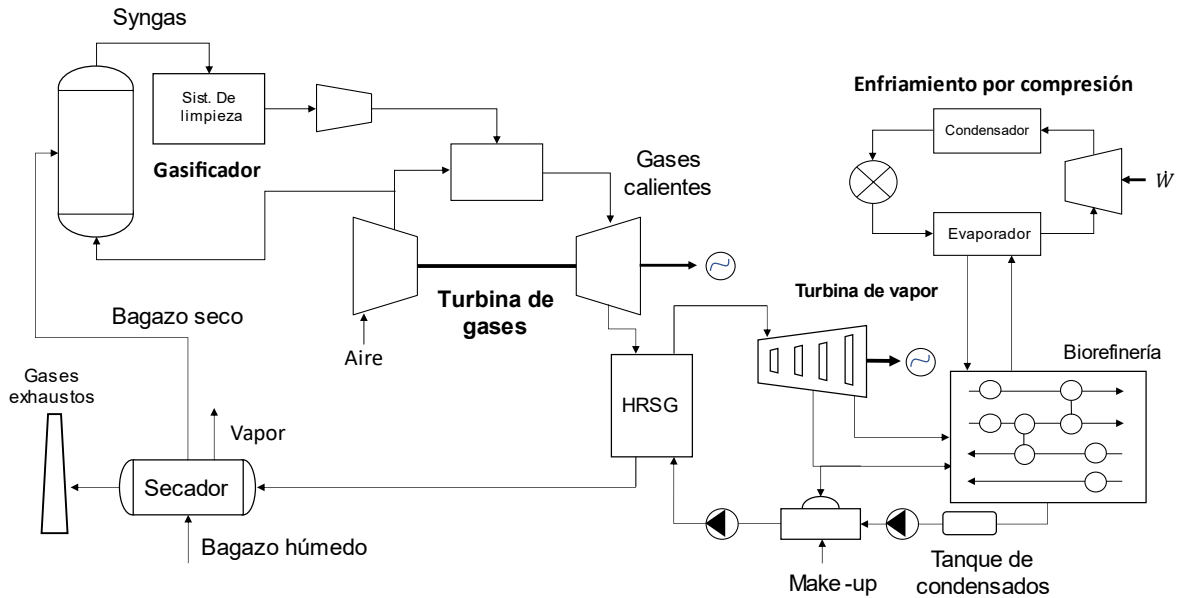 Syngas
Sist. De
limpieza
Gasificador
Enfriamiento por compresión
Condensador
Ẇ
Evaporador
Gases
calientes
Turbina de
gases
Aire
Turbina de vapor
Biorefinería
HRSG
Bagazo seco
Gases
exhaustos
Vapor
Secador
Bagazo húmedo
Make -up
Tanque de
condensados